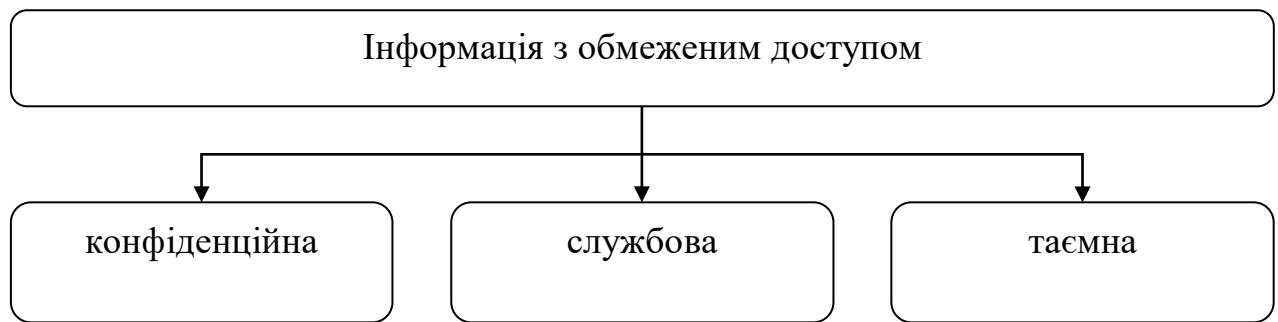 Інформація з обмеженим доступом
конфіденційна
службова
таємна